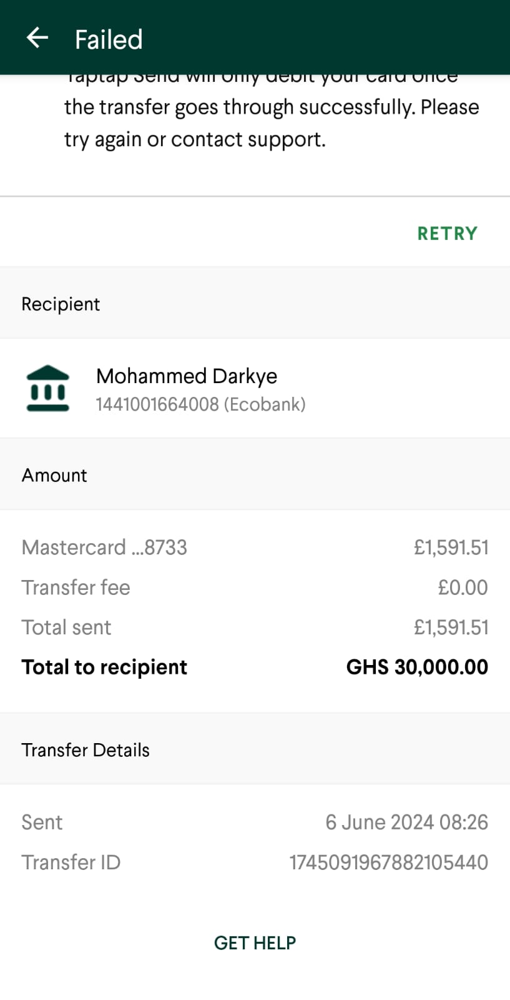 Failed
Taptap Send will only debit your card once
the transfer goes through successfully. Please
try again or contact support.
RETRY
Recipient
Mohammed Darkye
1441001664008 (Ecobank)
Amount
Mastercard ...8733 £1,591.51
Transfer fee £0.00
Total sent £1,591.51
Total to recipient GHS 30,000.00
Transfer Details
Sent 6 June 2024 08:26
Transfer ID 1745091967882105440
GET HELP